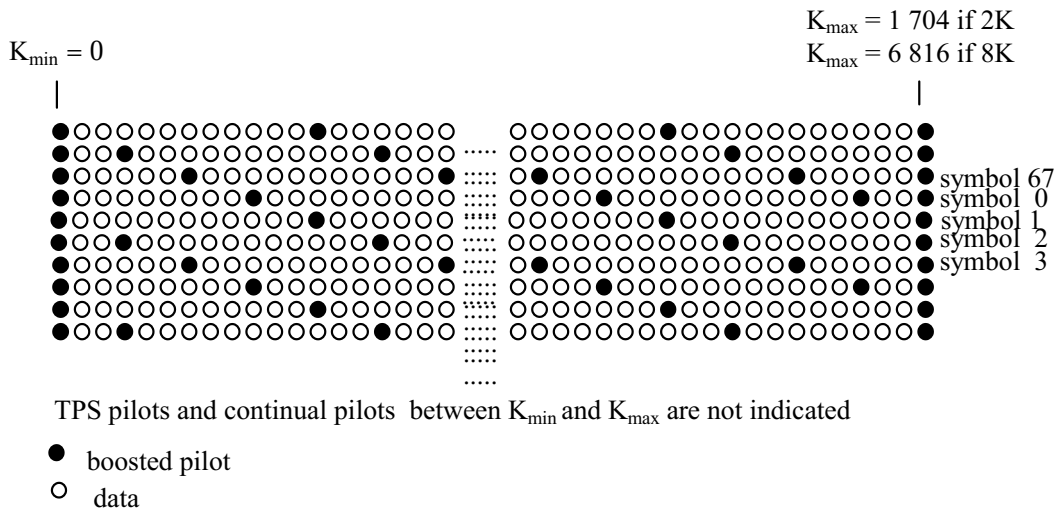 K_max = 1 704 if 2K
K_min = 0
K_max = 6 816 if 8K
symbol 67
symbol 0
symbol 1
symbol 2
symbol 3
TPS pilots and continual pilots between K_min and K_max are not indicated
boosted pilot
data